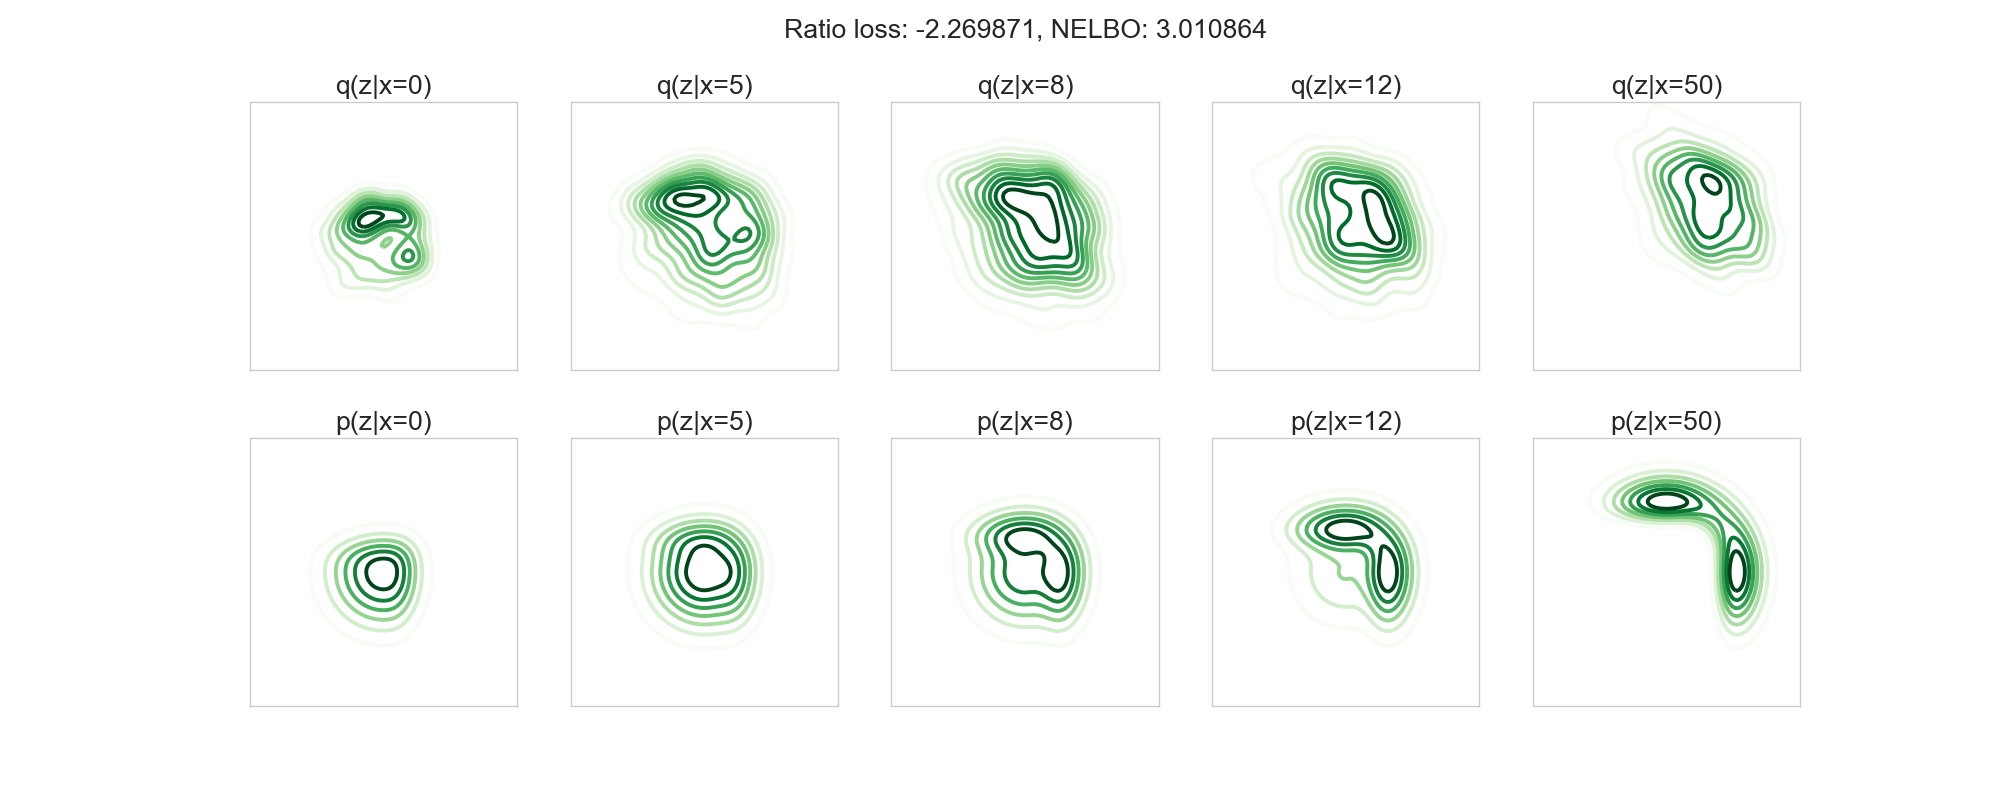 Ratio loss: -2.269871, NELBO: 3.010864
q(z|x=0) q(z|x=5) q(z|x=8) q(z|x=12) q(z|x=50)
p(z|x=0) p(z|x=5) p(z|x=8) p(z|x=12) p(z|x=50)